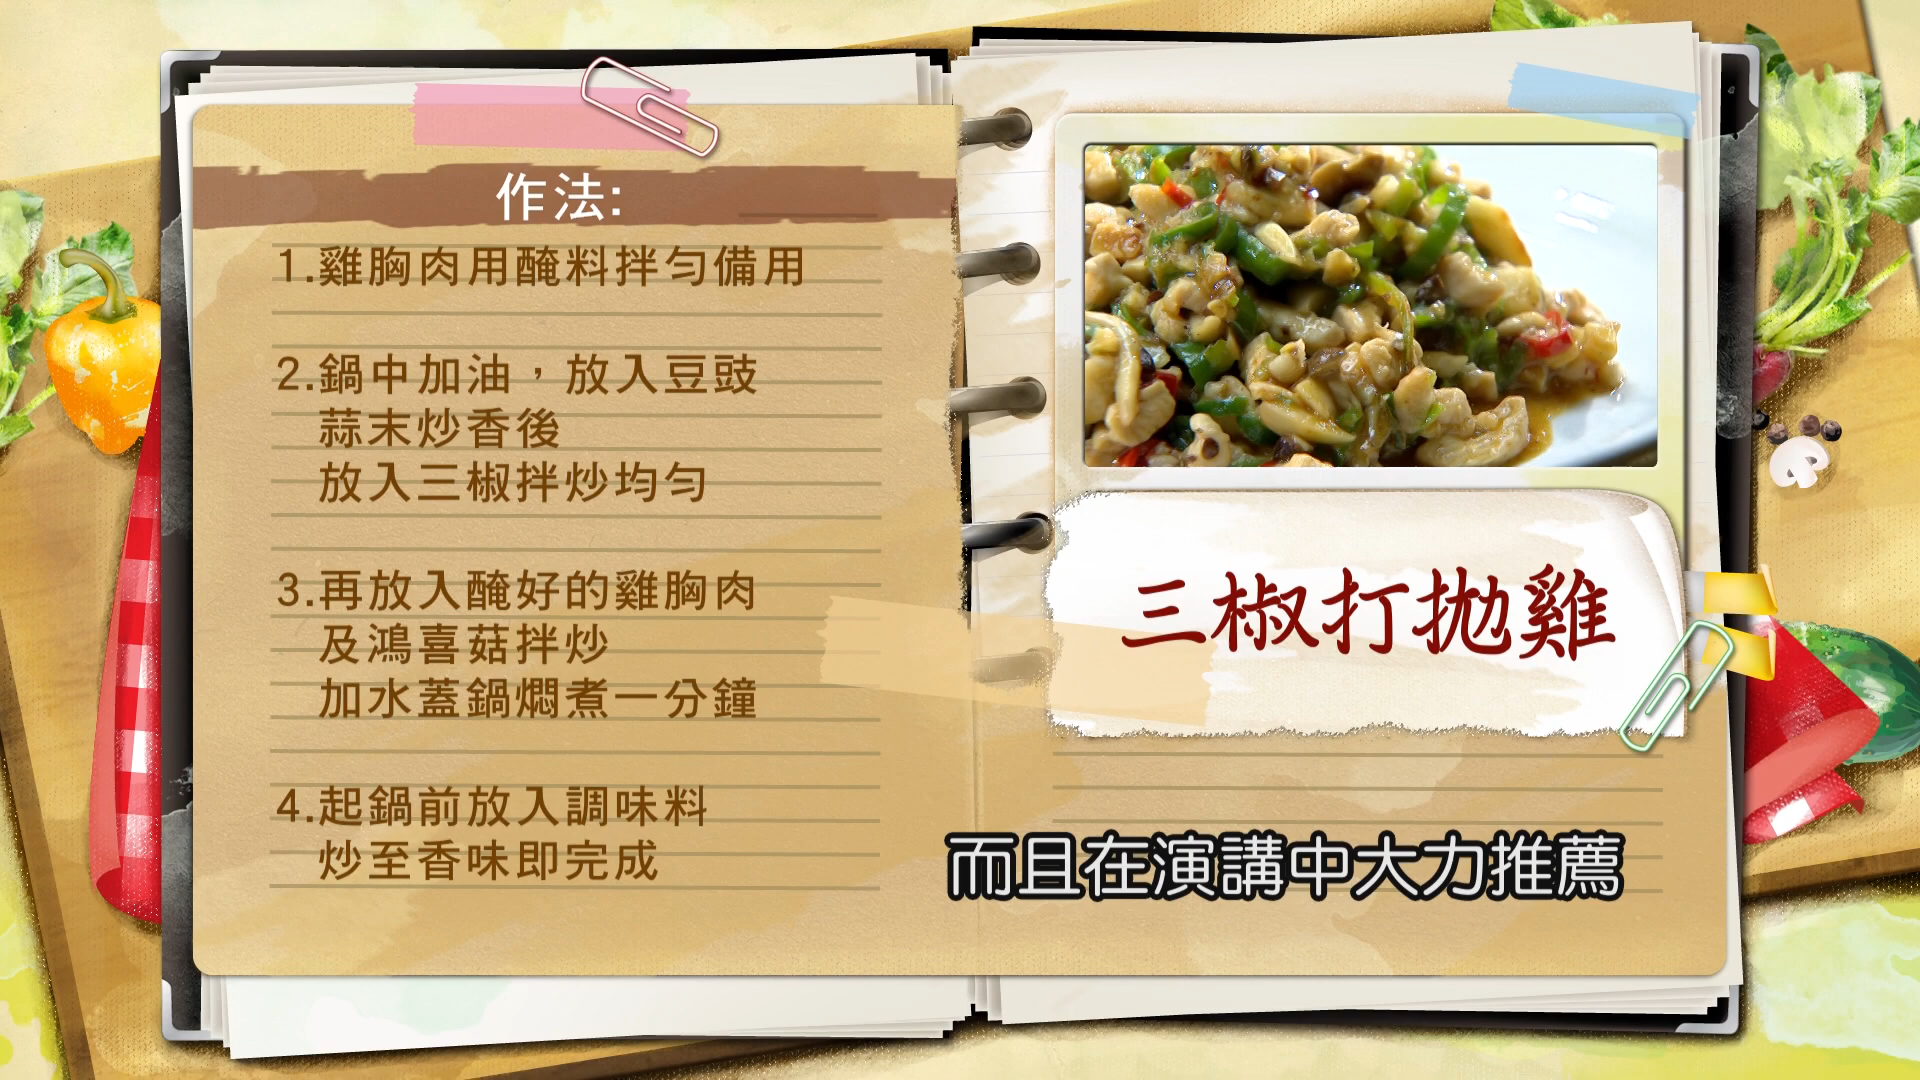 作法:
1.雞胸肉用醃料拌勻備用
2.鍋中加油，放入豆豉
蒜末炒香後
放入三椒拌炒均勻
3.再放入醃好的雞胸肉
及鴻喜菇拌炒
加水蓋鍋燜煮一分鐘
4.起鍋前放入調味料
炒至香味即完成
三椒打拋雞
而且在演講中大力推薦